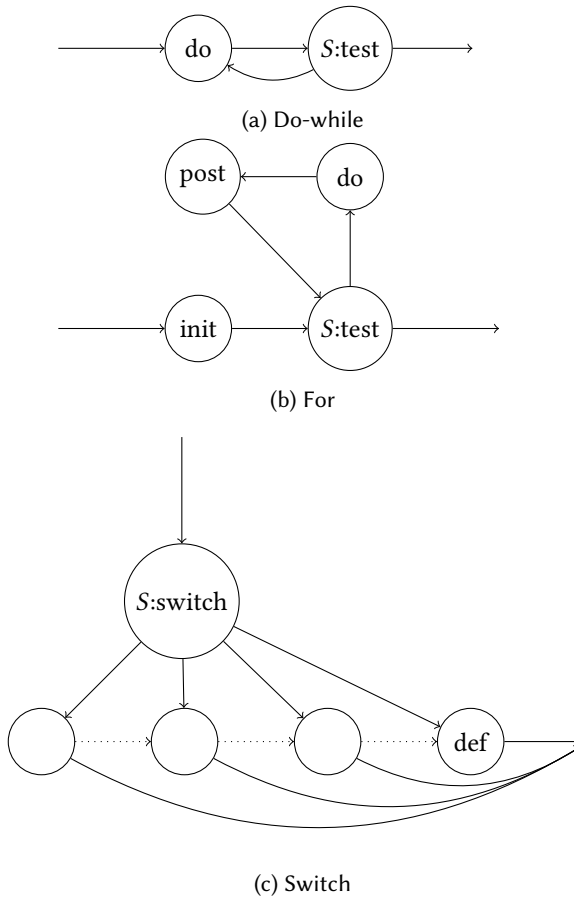 do
S:test
(a) Do-while
post
do
init
S:test
(b) For
S:switch
def
(c) Switch